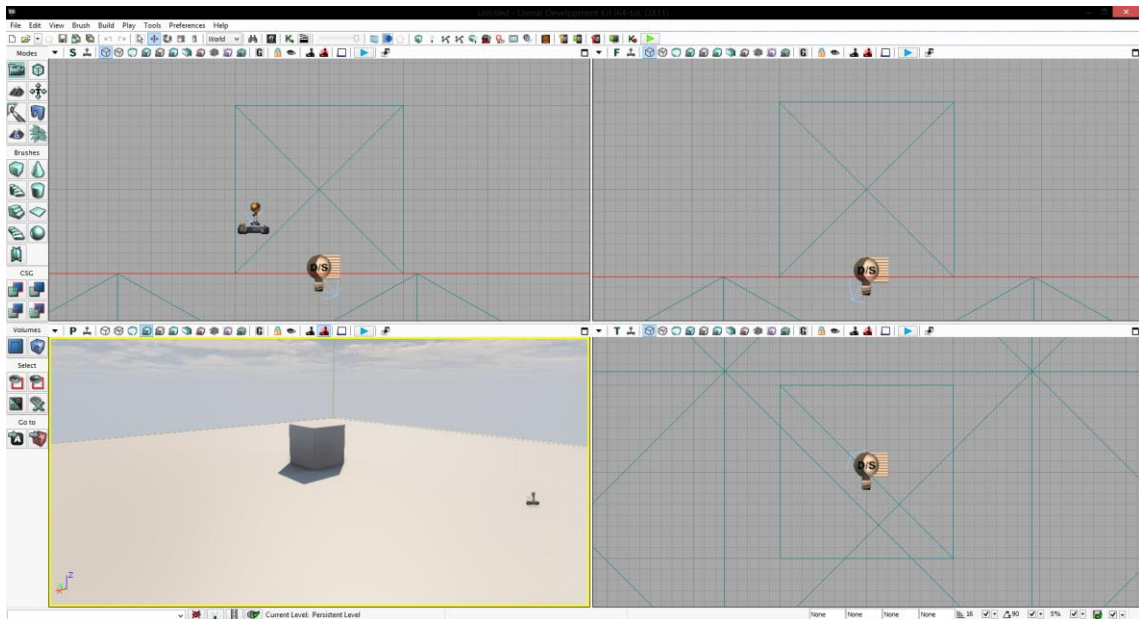 Untitled - Unreal Development Kit (64-bit, DX11)
File Edit View Brush Build Play Tools Preferences Help
World
Modes
S G
F G
Brushes
CSG
Volumes
Select
Go to
D/S
D/S
P G
T G
D/S
Z
Current Level: Persistent Level
None None None None 16 90 5%